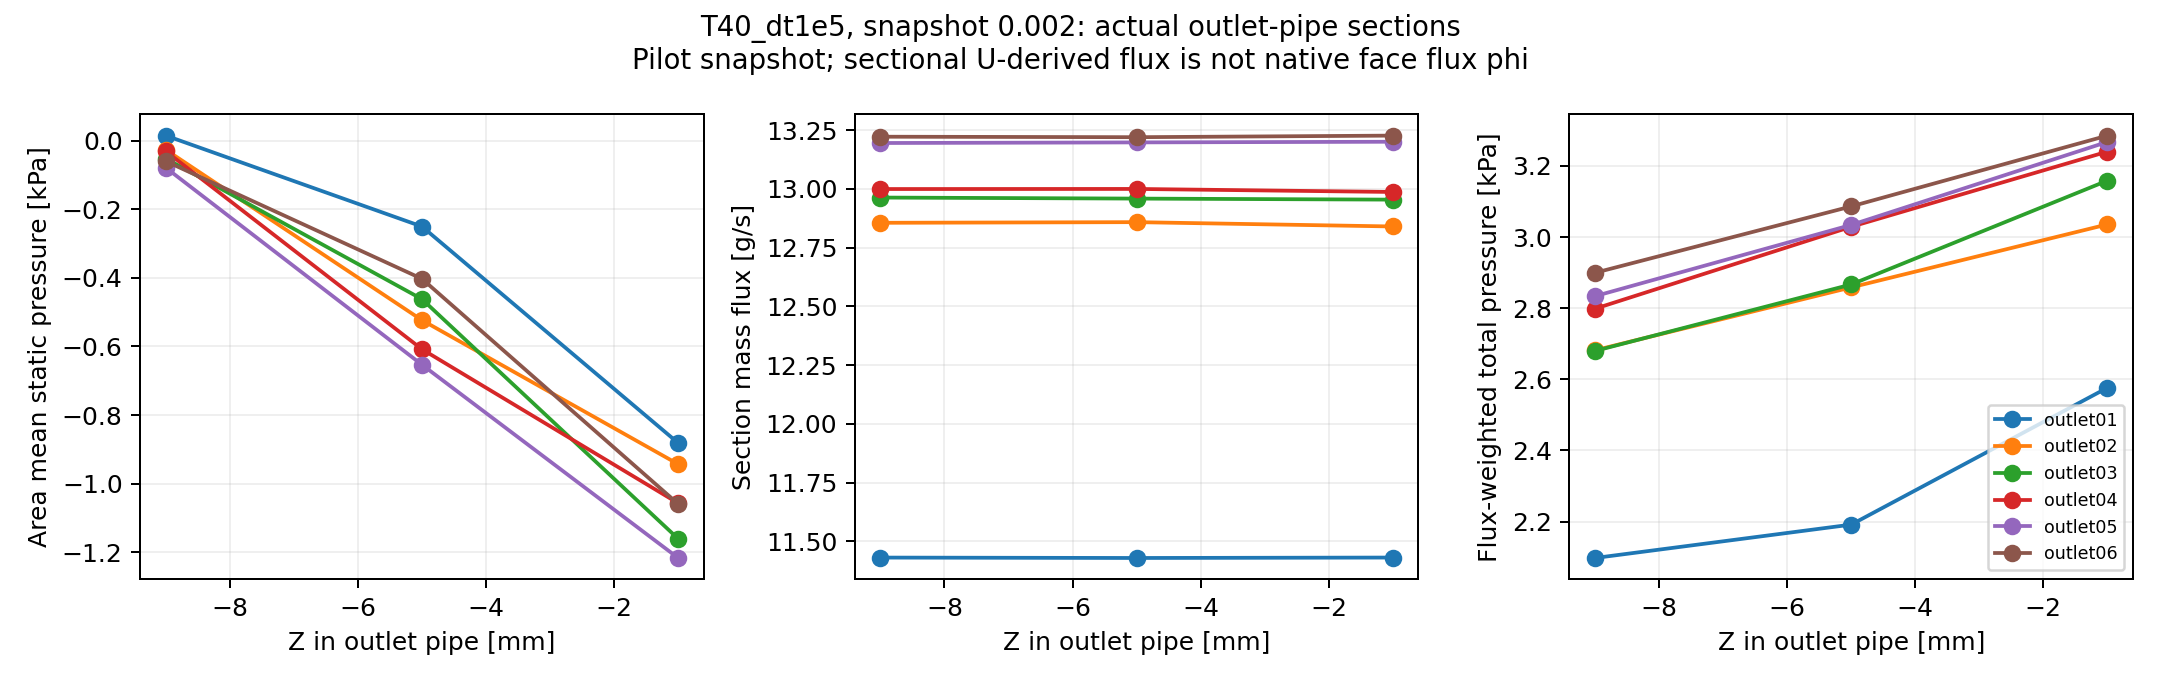 T40_dt1e5, snapshot 0.002: actual outlet-pipe sections
Pilot snapshot; sectional U-derived flux is not native face flux phi
Area mean static pressure [kPa]
0.0
−0.2
−0.4
−0.6
−0.8
−1.0
−1.2
−8 −6 −4 −2
Z in outlet pipe [mm]
Section mass flux [g/s]
13.25
13.00
12.75
12.50
12.25
12.00
11.75
11.50
−8 −6 −4 −2
Z in outlet pipe [mm]
Flux-weighted total pressure [kPa]
3.2
3.0
2.8
2.6
2.4
2.2
−8 −6 −4 −2
Z in outlet pipe [mm]
outlet01
outlet02
outlet03
outlet04
outlet05
outlet06